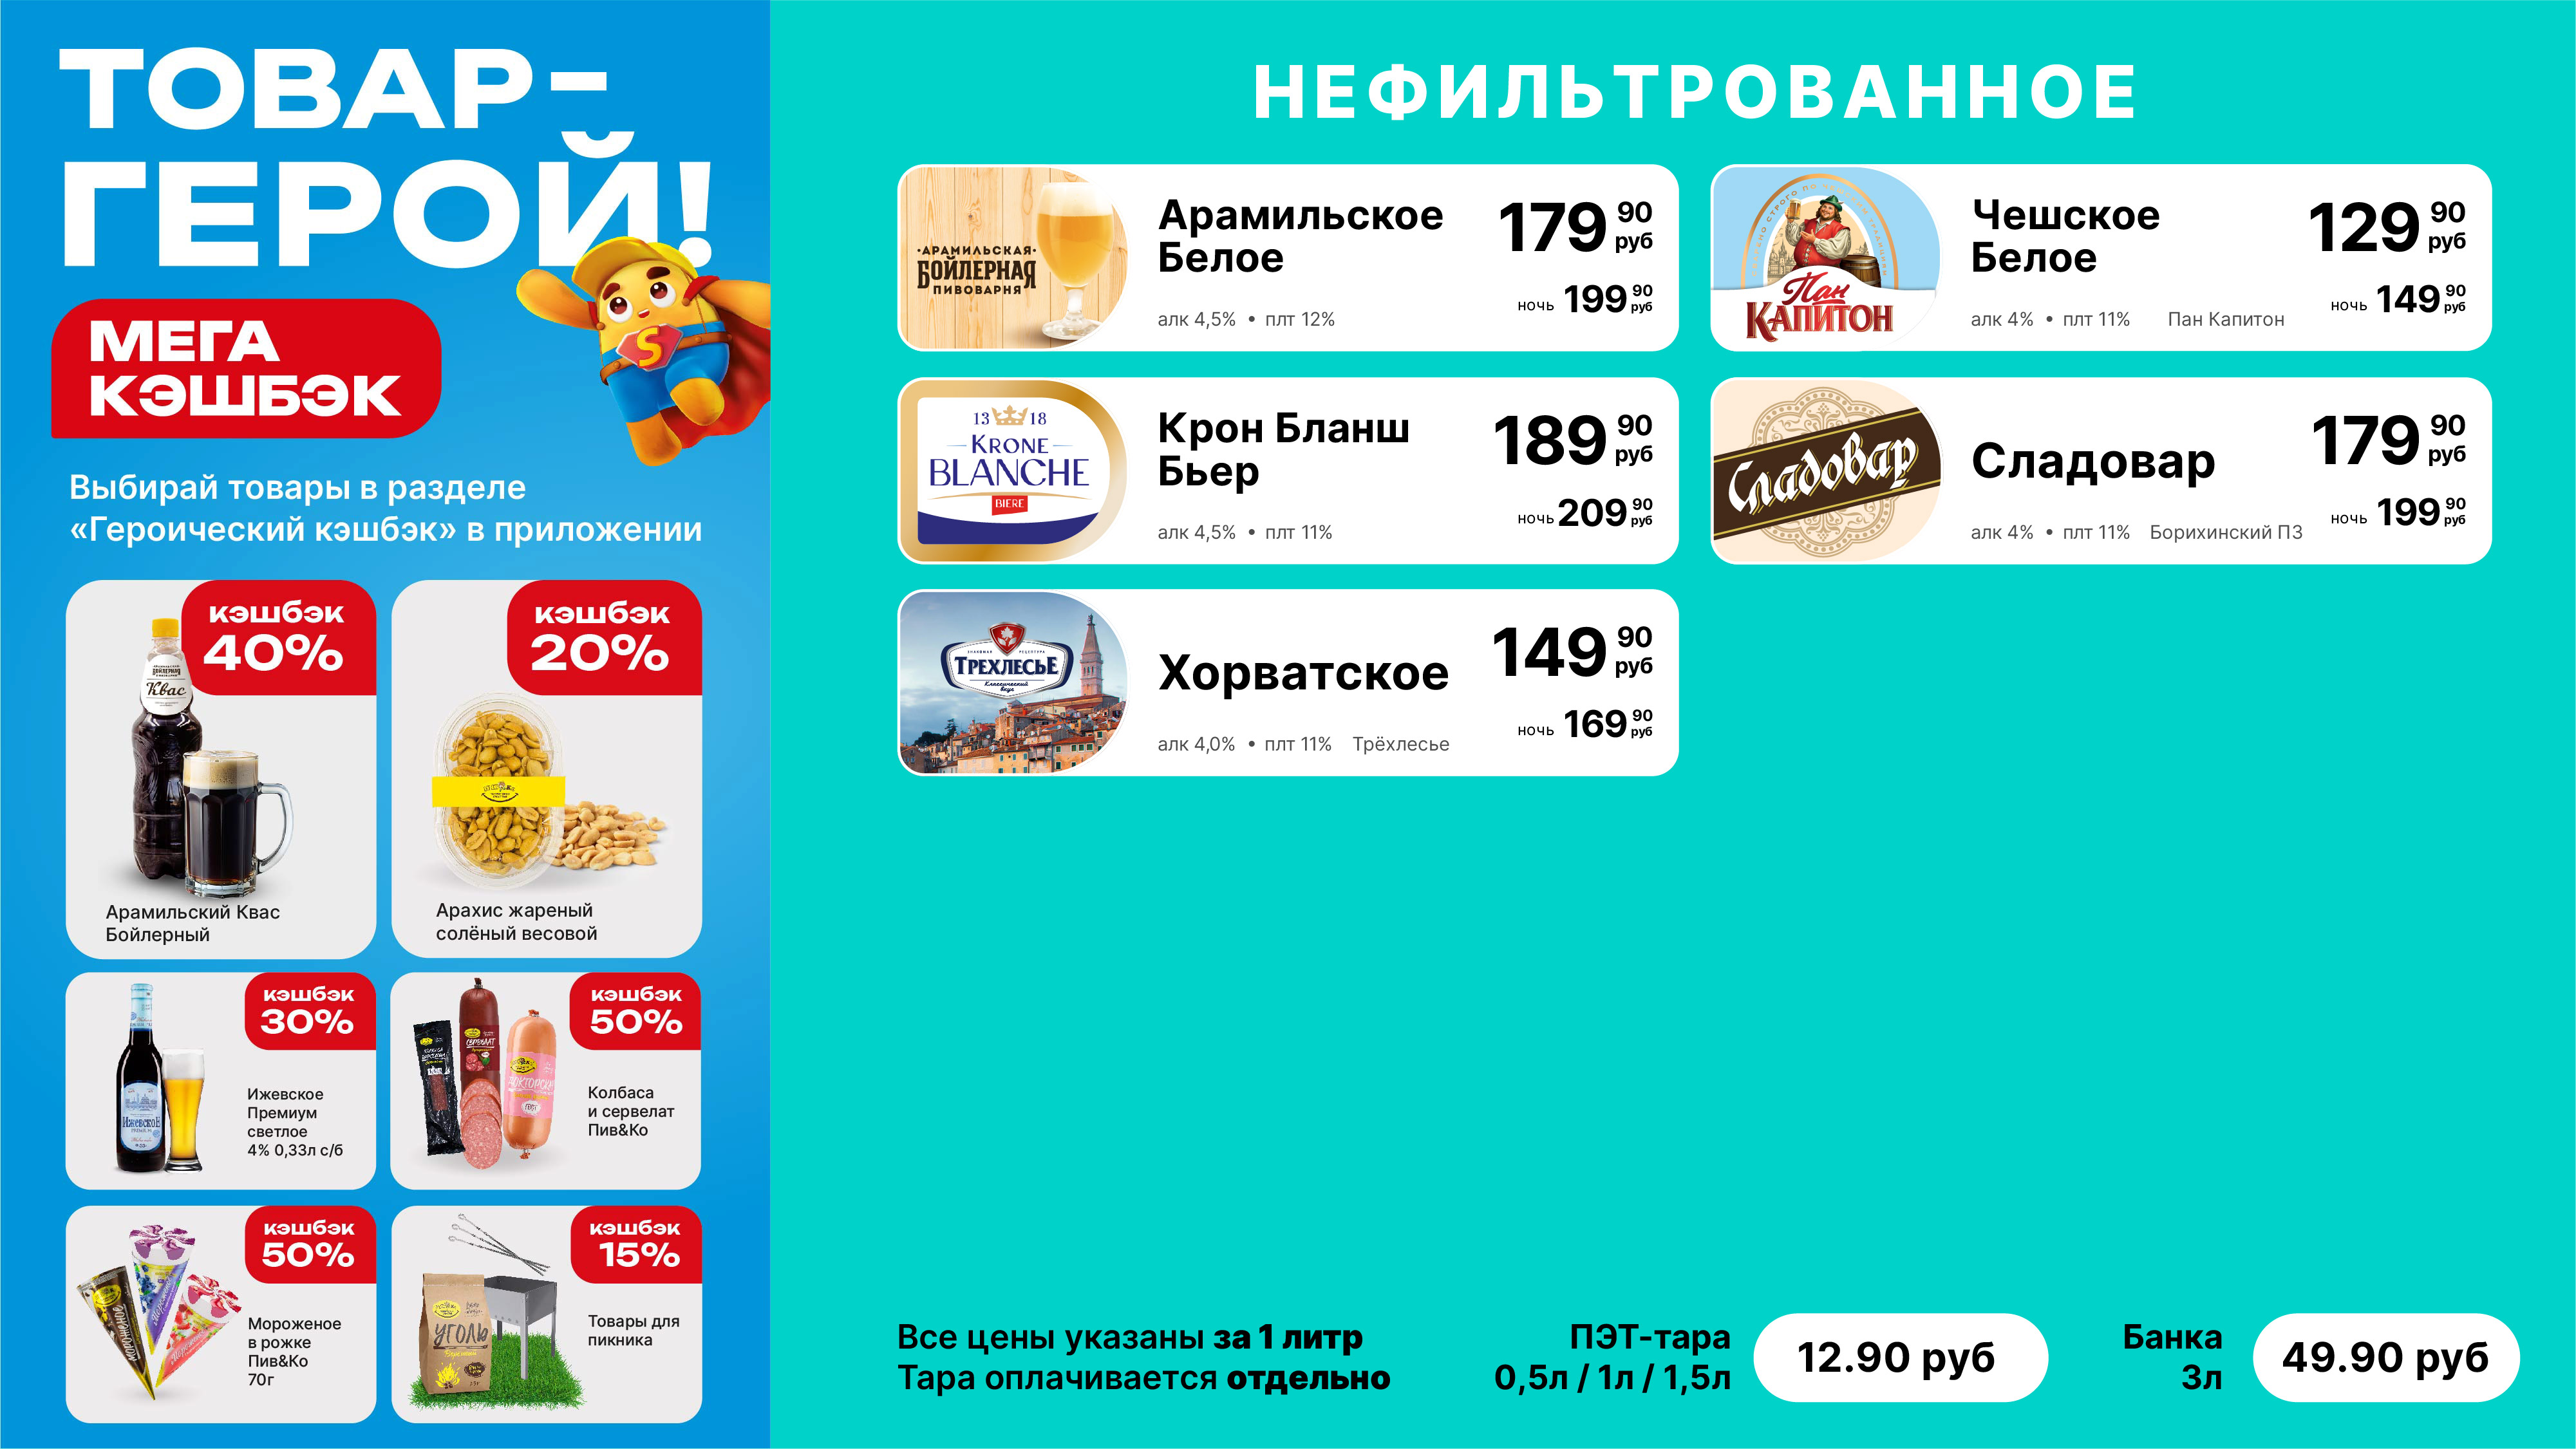 ТОВАР-
ГЕРОЙ!
МЕГА
КЭШБЭК
Выбирай товары в разделе
«Героический кэшбэк» в приложении
кэшбэк
40%
Квас
Арамильский Квас
Бойлерный
кэшбэк
20%
Арахис жареный
солёный весовой
кэшбэк
30%
Ижевское
Премиум
светлое
4% 0,33л с/б
кэшбэк
50%
СЕРВЕЛАТ
Колбаса
и сервелат
Пив&Ко
кэшбэк
50%
Мороженое
в рожке
Пив&Ко
70г
кэшбэк
15%
УГОЛЬ
Товары для
пикника
НЕФИЛЬТРОВАННОЕ
·АРАМИЛЬСКАЯ·
БОЙЛЕРНАЯ
ПИВОВАРНЯ
Арамильское
Белое
179 90 руб
ночь 199 90 руб
алк 4,5% • плт 12%
Пан
КАПИТОН
Чешское
Белое
129 90 руб
ночь 149 90 руб
алк 4% • плт 11% Пан Капитон
13 18
KRONE
BLANCHE
BIERE
Крон Бланш
Бьер
189 90 руб
ночь 209 90 руб
алк 4,5% • плт 11%
Сладовар
Сладовар
179 90 руб
ночь 199 90 руб
алк 4% • плт 11% Борихинский ПЗ
ТРЕХЛЕСЬЕ
Классический
вкус
Хорватское
149 90 руб
ночь 169 90 руб
алк 4,0% • плт 11% Трёхлесье
Все цены указаны за 1 литр
Тара оплачивается отдельно
ПЭТ-тара
0,5л / 1л / 1,5л
12.90 руб
Банка
3л
49.90 руб